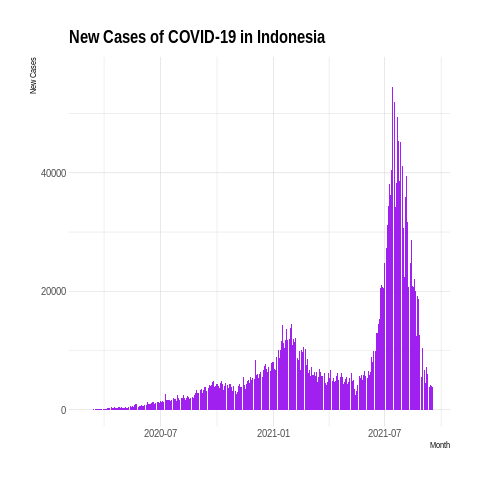 New Cases of COVID-19 in Indonesia
New Cases
40000
20000
0
2020-07
2021-01
2021-07
Month